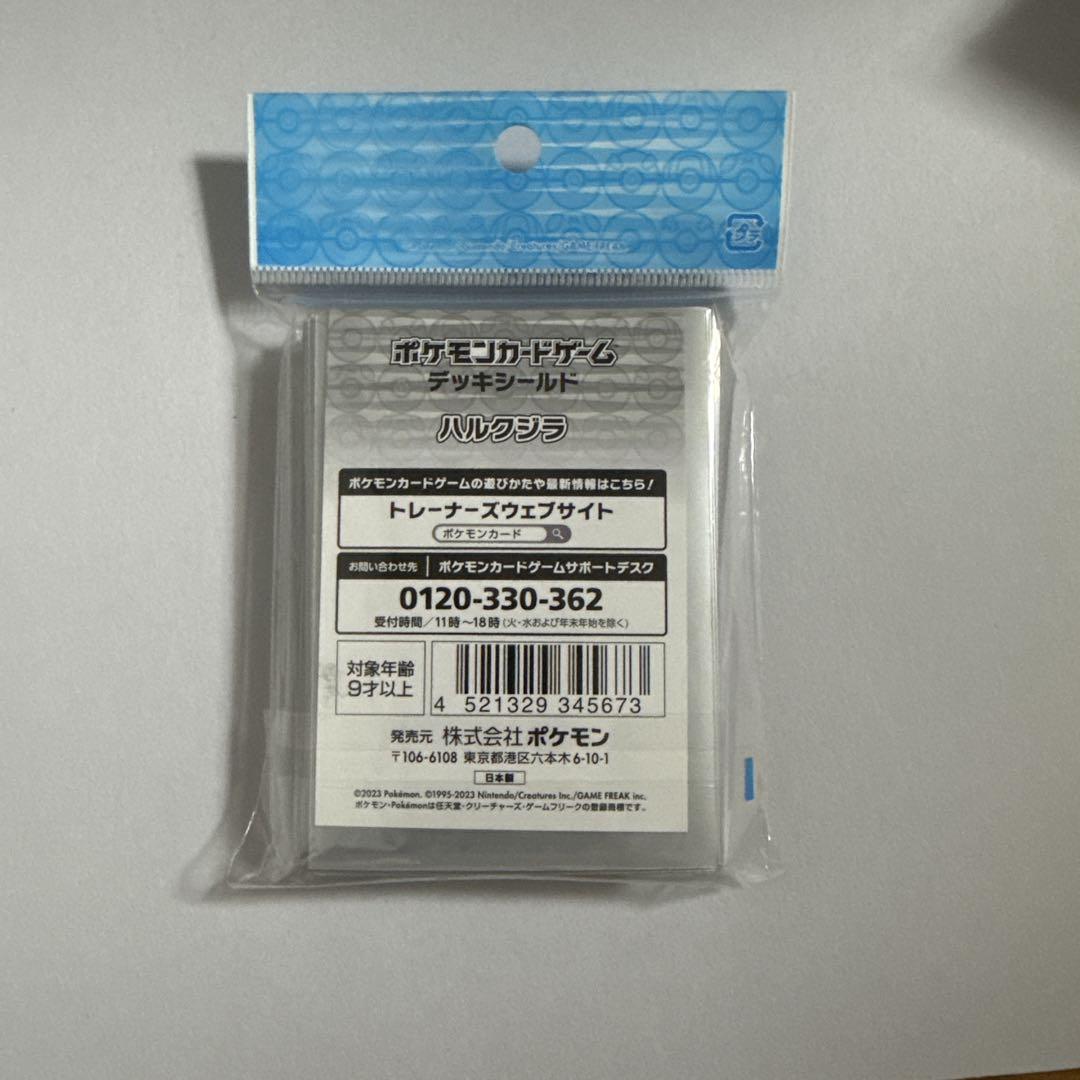 プラ
Nintendo/Creatures/GAME FREAK
ポケモンカードゲーム
デッキシールド
ハルクジラ
ポケモンカードゲームの遊びかたや最新情報はこちら!
トレーナーズウェブサイト
ポケモンカード
お問い合わせ先 ポケモンカードゲームサポートデスク
0120-330-362
受付時間/11時～18時(火・水および年末年始を除く)
対象年齢
9才以上
4 521329 345673
発売元 株式会社ポケモン
〒106-6108 東京都港区六本木6-10-1
日本製
©2023 Pokémon. ©1995-2023 Nintendo/Creatures Inc./GAME FREAK inc.
ポケモン・Pokémonは任天堂・クリーチャーズ・ゲームフリークの登録商標です。